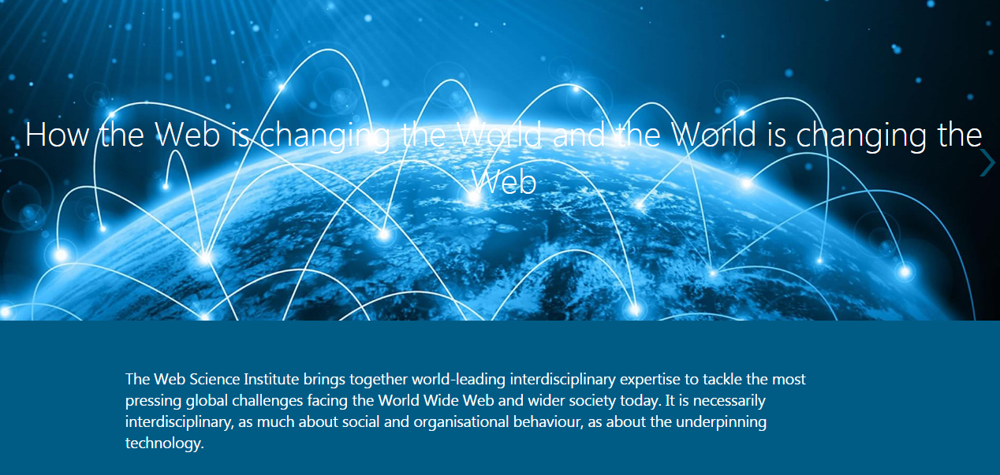 How the Web is changing the World and the World is changing the
Web
The Web Science Institute brings together world-leading interdisciplinary expertise to tackle the most
pressing global challenges facing the World Wide Web and wider society today. It is necessarily
interdisciplinary, as much about social and organisational behaviour, as about the underpinning
technology.